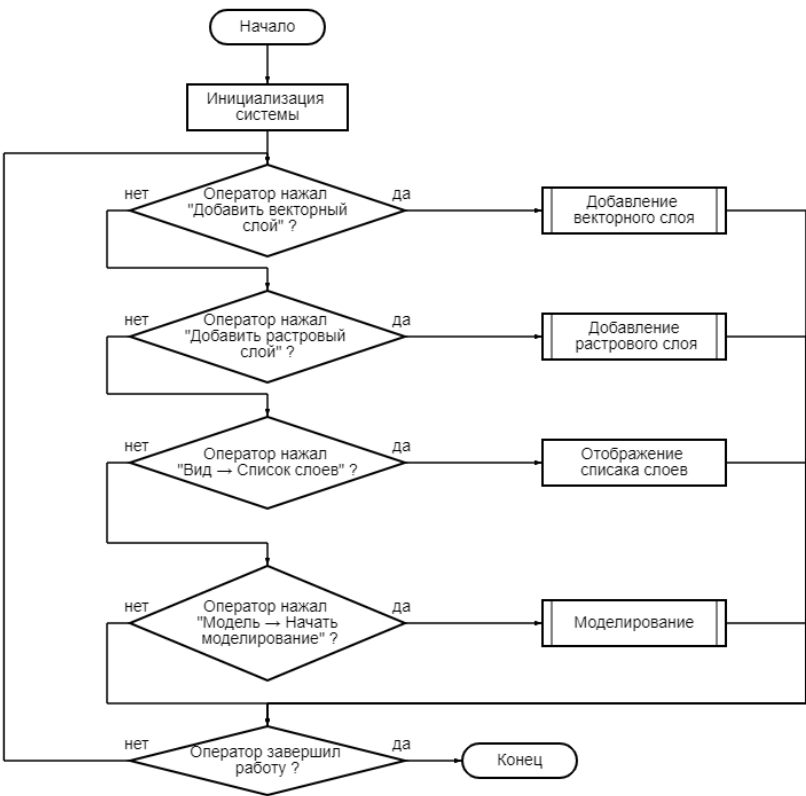 Начало
Инициализация
системы
нет
Оператор нажал
"Добавить векторный
слой" ?
да
Добавление
векторного слоя
нет
Оператор нажал
"Добавить растровый
слой" ?
да
Добавление
растрового слоя
нет
Оператор нажал
"Вид → Список слоев" ?
да
Отображение
списака слоев
нет
Оператор нажал
"Модель → Начать
моделирование" ?
да
Моделирование
нет
Оператор завершил
работу ?
да
Конец